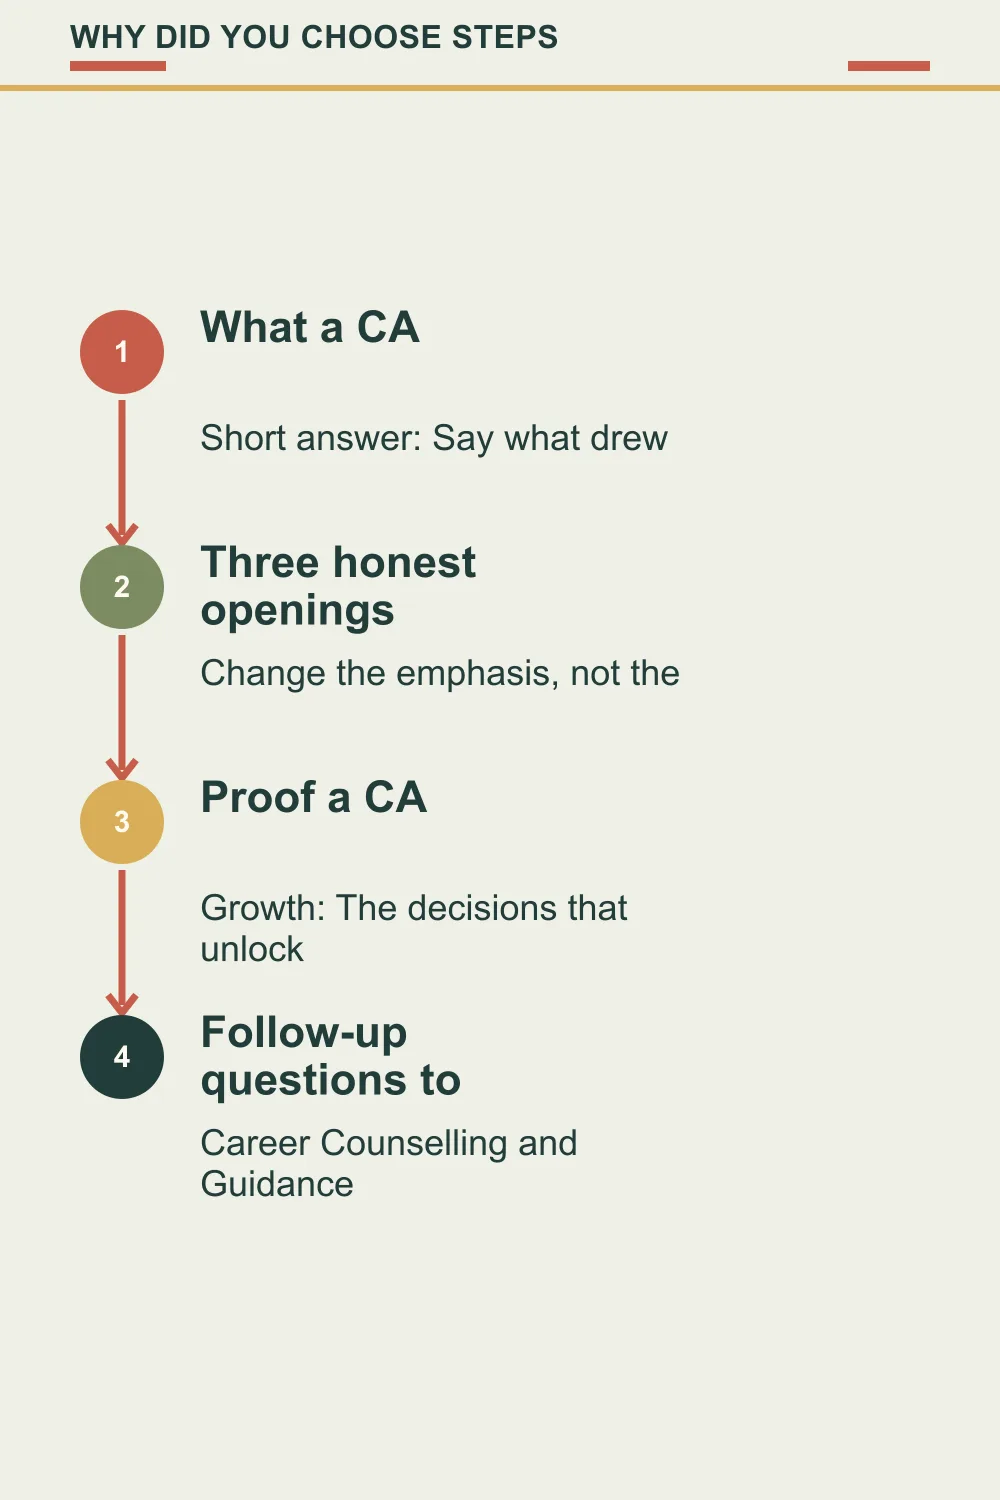 WHY DID YOU CHOOSE STEPS
1
What a CA
Short answer: Say what drew
2
Three honest
openings
Change the emphasis, not the
3
Proof a CA
Growth: The decisions that
unlock
4
Follow-up
questions to
Career Counselling and
Guidance